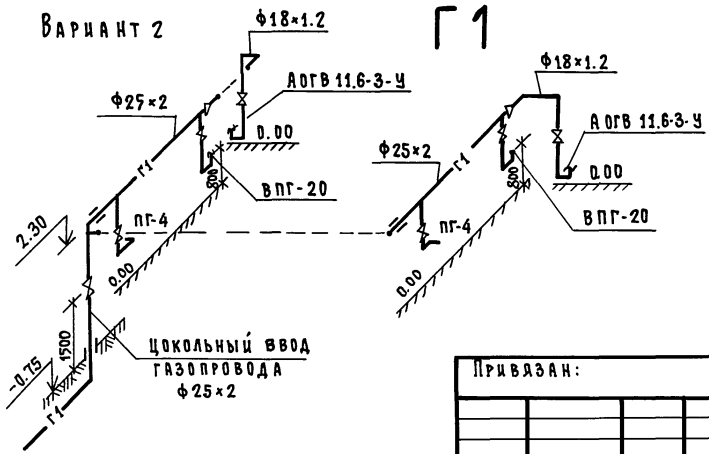 Вариант 2
Г1
Ф18×1.2
АОГВ 11.6-3-У
Ф25×2
0.00
Г1
800
ВПГ-20
2.30
ПГ-4
0.00
1500
-0.75
Цокольный ввод
газопровода
Ф25×2
Г1
Ф18×1.2
АОГВ 11.6-3-У
Ф25×2
Г1
0.00
800
ВПГ-20
ПГ-4
0.00
Привязан: